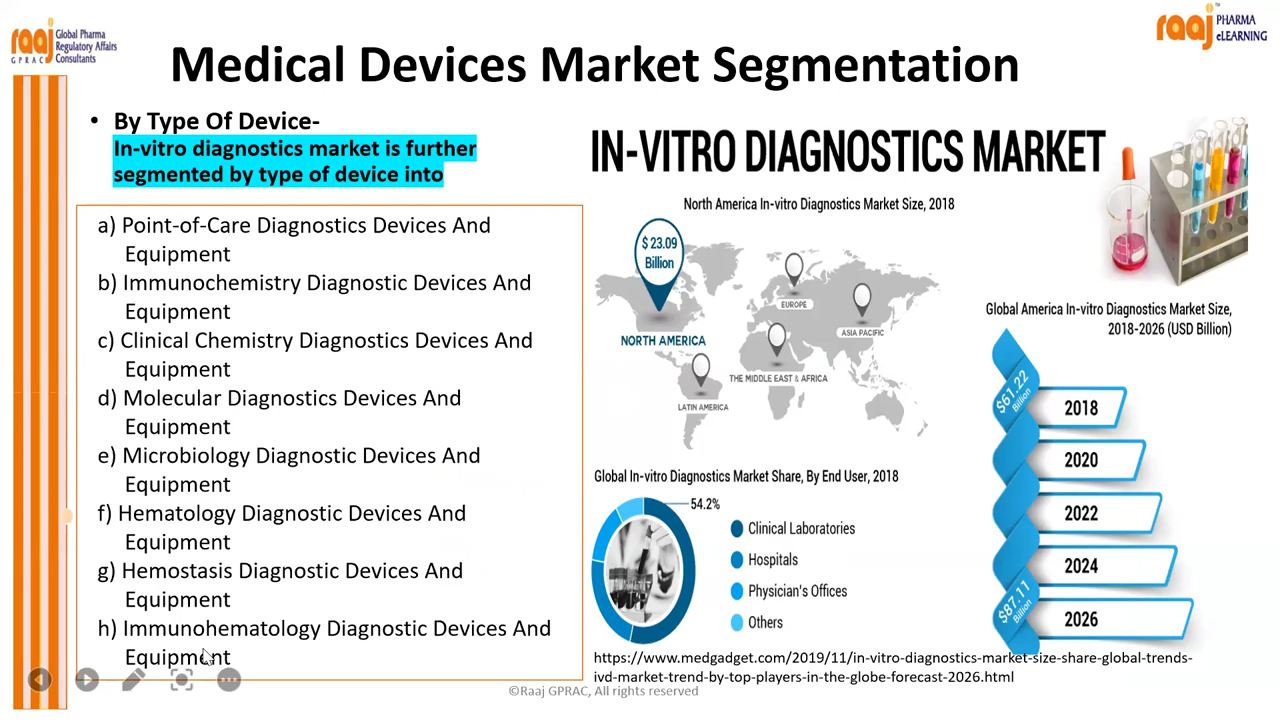 raaj
Global Pharma
Regulatory Affairs
Consultants
GPRAC
raaj™
PHARMA
eLEARNING
Medical Devices Market Segmentation
• By Type Of Device-
In-vitro diagnostics market is further
segmented by type of device into
a) Point-of-Care Diagnostics Devices And
Equipment
b) Immunochemistry Diagnostic Devices And
Equipment
c) Clinical Chemistry Diagnostics Devices And
Equipment
d) Molecular Diagnostics Devices And
Equipment
e) Microbiology Diagnostic Devices And
Equipment
f) Hematology Diagnostic Devices And
Equipment
g) Hemostasis Diagnostic Devices And
Equipment
h) Immunohematology Diagnostic Devices And
Equipment
IN-VITRO DIAGNOSTICS MARKET
North America In-vitro Diagnostics Market Size, 2018
$ 23.09
Billion
NORTH AMERICA
EUROPE
ASIA PACIFIC
THE MIDDLE EAST & AFRICA
LATIN AMERICA
Global America In-vitro Diagnostics Market Size,
2018-2026 (USD Billion)
$61.22
Billion
2018
2020
2022
2024
$87.11
Billion
2026
Global In-vitro Diagnostics Market Share, By End User, 2018
54.2%
Clinical Laboratories
Hospitals
Physician's Offices
Others
https://www.medgadget.com/2019/11/in-vitro-diagnostics-market-size-share-global-trends-
ivd-market-trend-by-top-players-in-the-globe-forecast-2026.html
©Raaj GPRAC, All rights reserved